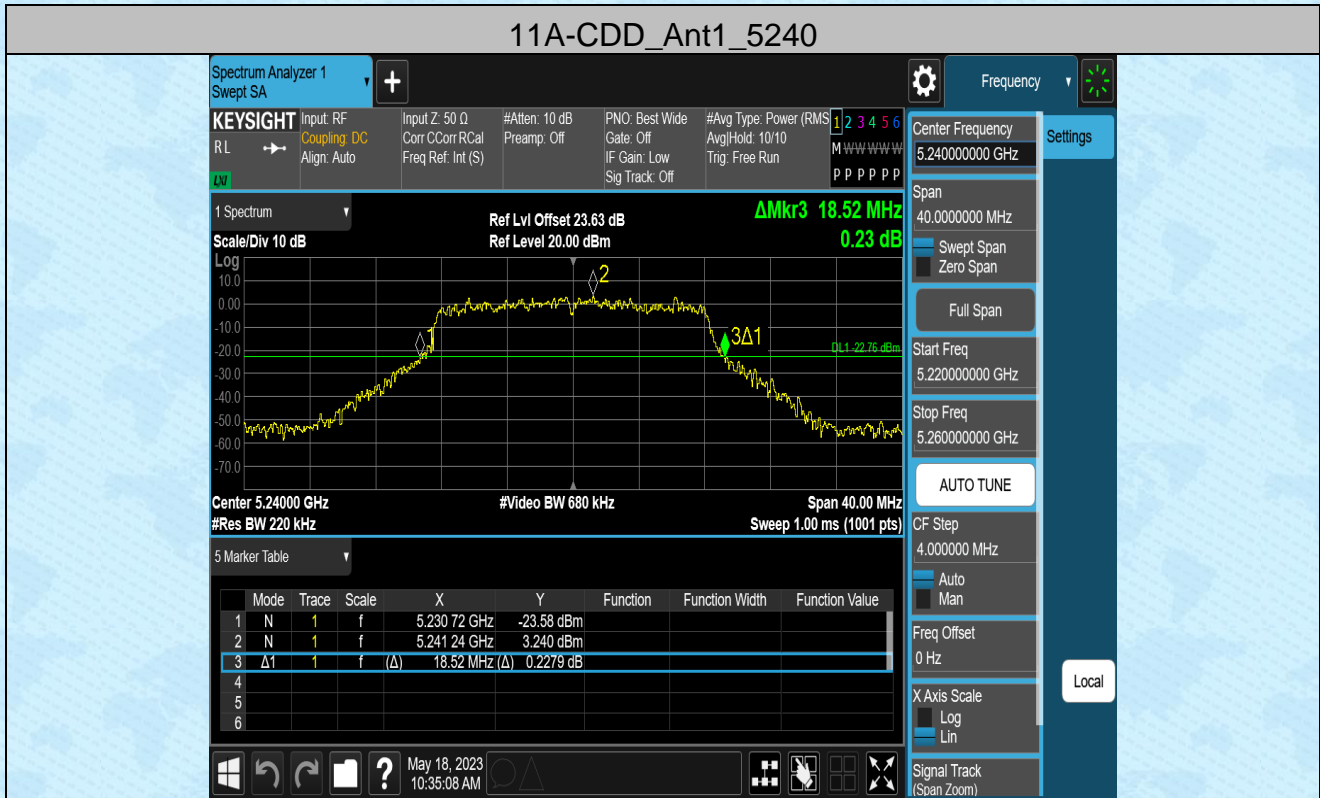 11A-CDD_Ant1_5240
Spectrum Analyzer 1
Swept SA
+
Frequency
KEYSIGHT
RL
LXI
Input: RF
Coupling: DC
Align: Auto
Input Z: 50 Ω
Corr CCorr RCal
Freq Ref: Int (S)
#Atten: 10 dB
Preamp: Off
PNO: Best Wide
Gate: Off
IF Gain: Low
Sig Track: Off
#Avg Type: Power (RMS
Avg|Hold: 10/10
Trig: Free Run
1 2 3 4 5 6
M W W W W W
P P P P P P
1 Spectrum
Scale/Div 10 dB
Ref Lvl Offset 23.63 dB
Ref Level 20.00 dBm
ΔMkr3 18.52 MHz
0.23 dB
Log
10.0
0.00
-10.0
-20.0
-30.0
-40.0
-50.0
-60.0
-70.0
1
2
3Δ1
DL1 -22.76 dBm
Center 5.24000 GHz
#Video BW 680 kHz
Span 40.00 MHz
#Res BW 220 kHz
Sweep 1.00 ms (1001 pts)
5 Marker Table
Mode Trace Scale X Y Function Function Width Function Value
1 N 1 f 5.230 72 GHz -23.58 dBm
2 N 1 f 5.241 24 GHz 3.240 dBm
3 Δ1 1 f (Δ) 18.52 MHz (Δ) 0.2279 dB
4
5
6
?
May 18, 2023
10:35:08 AM
Center Frequency
5.240000000 GHz
Settings
Span
40.0000000 MHz
Swept Span
Zero Span
Full Span
Start Freq
5.220000000 GHz
Stop Freq
5.260000000 GHz
AUTO TUNE
CF Step
4.000000 MHz
Auto
Man
Freq Offset
0 Hz
X Axis Scale
Log
Lin
Local
Signal Track
(Span Zoom)